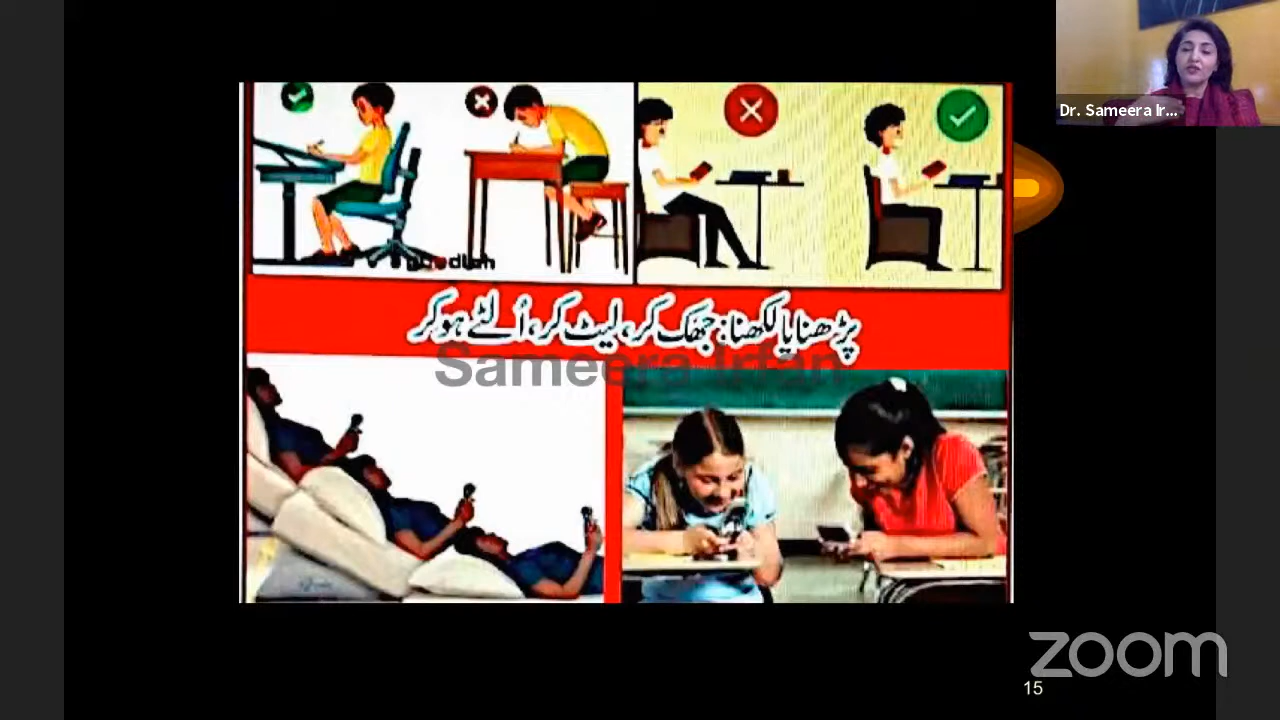 Dr. Sameera Ir...
پڑھنا یا لکھنا: جھک کر، لیٹ کر، اُلٹے ہو کر
Sameera Irfan
zoom
15